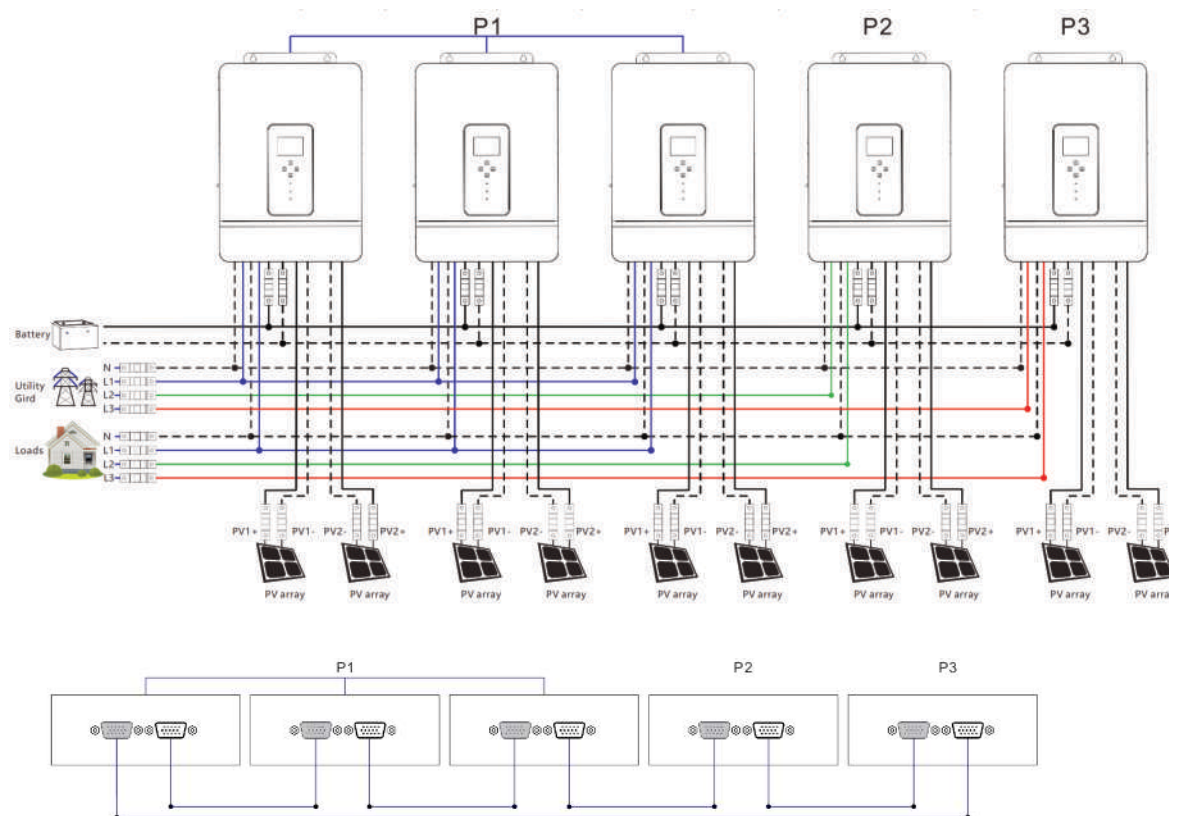 P1 P2 P3
Battery
N
L1
Utility
Gird
L2
L3
N
Loads
L1
L2
L3
PV1+ PV1- PV2- PV2+ PV1+ PV1- PV2- PV2+ PV1+ PV1- PV2- PV2+ PV1+ PV1- PV2- PV2+ PV1+ PV1- PV2- P
PV array PV array PV array PV array PV array PV array PV array PV array PV array PV arra
P1 P2 P3